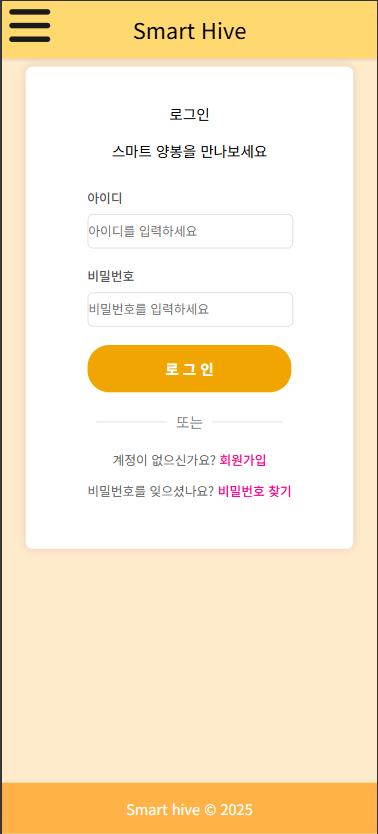 Smart Hive
로그인
스마트 양봉을 만나보세요
아이디
아이디를 입력하세요
비밀번호
비밀번호를 입력하세요
로 그 인
또는
계정이 없으신가요? 회원가입
비밀번호를 잊으셨나요? 비밀번호 찾기
Smart hive © 2025